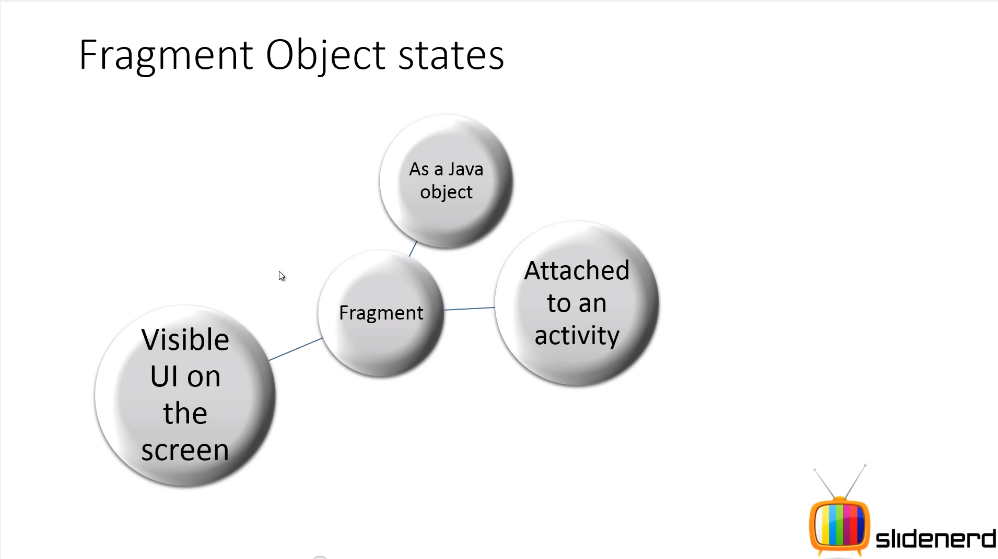 Fragment Object states
As a Java
object
Fragment
Attached
to an
activity
Visible
UI on
the
screen
slidenerd